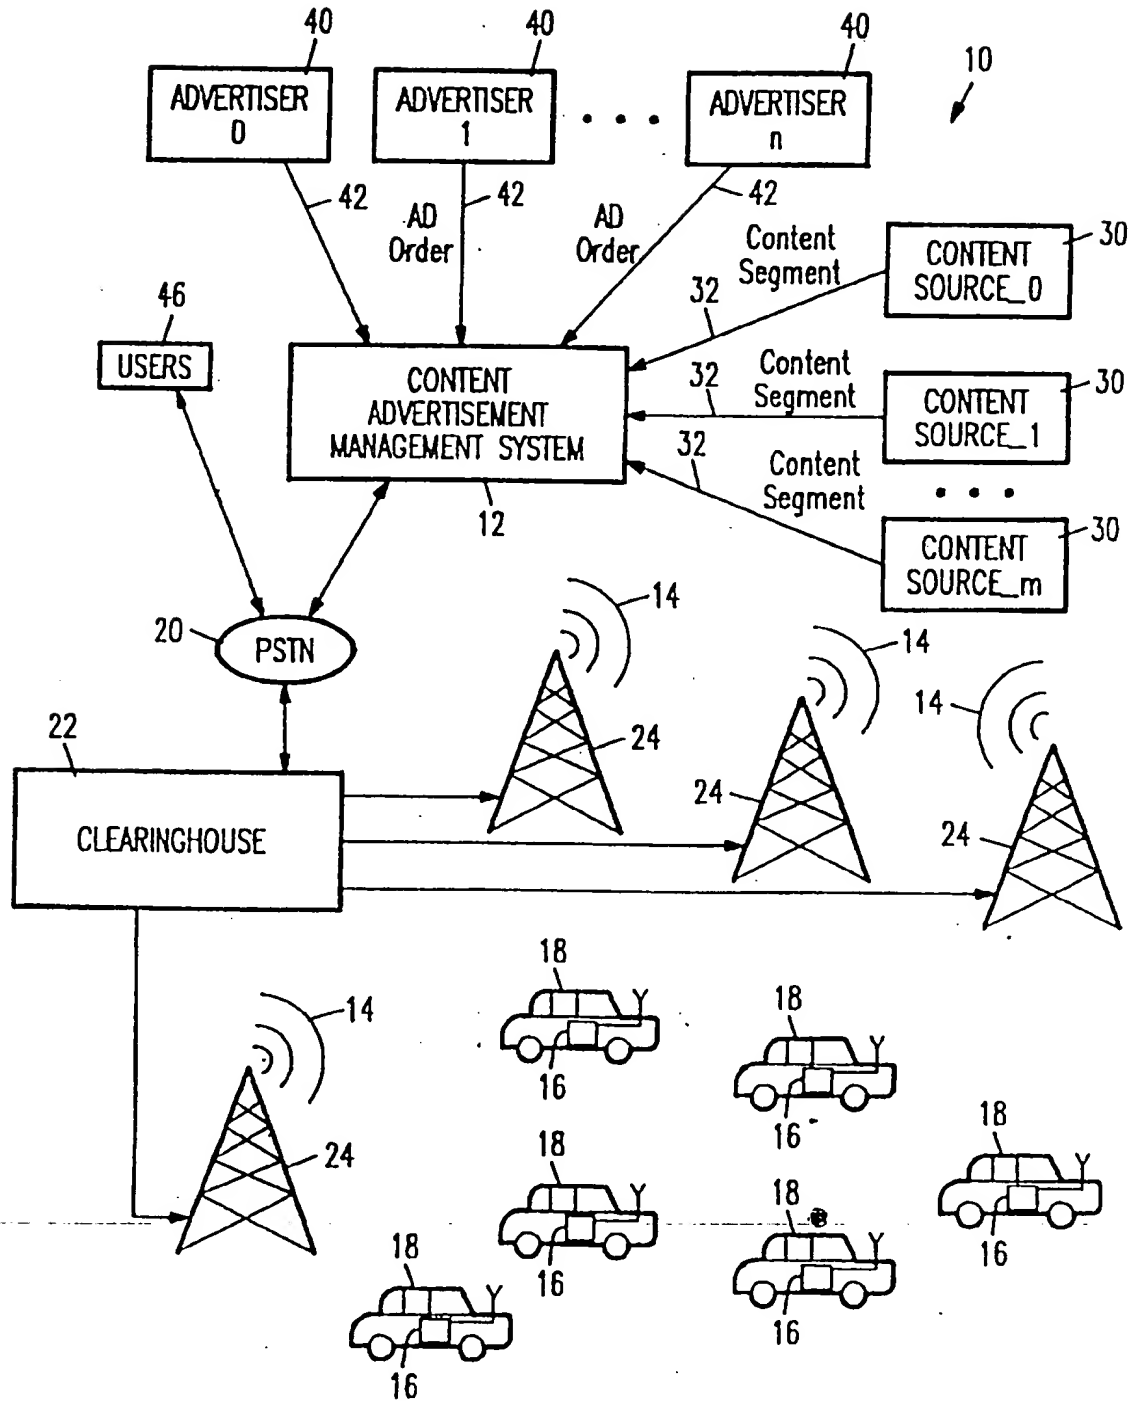 40
40
40
10
ADVERTISER
0
ADVERTISER
1
ADVERTISER
n
42
42
42
AD
Order
AD
Order
Content
Segment
30
CONTENT
SOURCE_0
32
46
USERS
CONTENT
ADVERTISEMENT
MANAGEMENT SYSTEM
32
Content
Segment
30
CONTENT
SOURCE_1
32
Content
Segment
12
30
CONTENT
SOURCE_m
20
PSTN
14
14
14
22
24
24
24
CLEARINGHOUSE
18
14
18
16
16
24
18
18
18
16
16
18
16
16